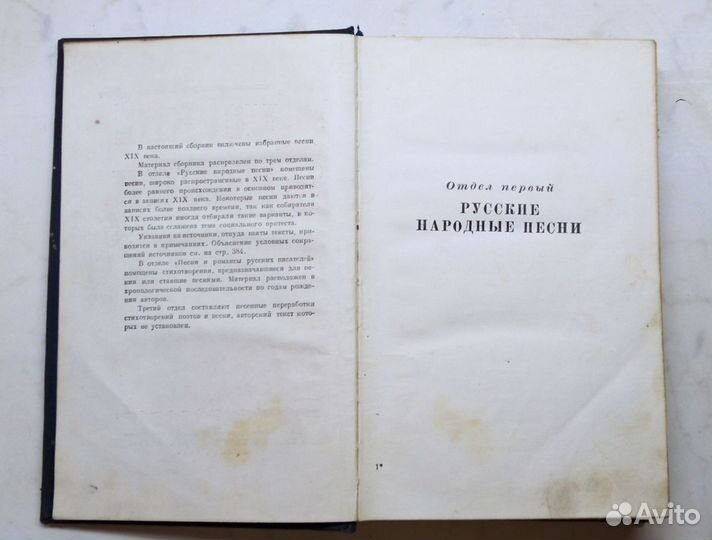 В настоящий сборник включены избранные песни
XIX века.
Материал сборника распределен по трем отделам.
В отделе «Русские народные песни» помещены
песни, широко распространенные в XIX веке. Песни
более раннего происхождения в основном приводят-
ся в записях XIX века. Некоторые песни даются в
записях более позднего времени, так как собиратели
XIX столетия иногда отбирали такие варианты, в ко-
торых была сглажена тема социального протеста.
Указания на источники, откуда взяты тексты, при-
водятся в примечаниях. Объяснение условных сокра-
щений источников см. на стр. 584.
В отделе «Песни и романсы русских писателей»
помещены стихотворения, предназначавшиеся для пе-
ния или ставшие песнями. Материал расположен в
хронологической последовательности по годам рожде-
ния авторов.
Третий отдел составляют песенные переработки
стихотворений поэтов и песни, авторский текст кото-
рых не установлен.
Отдел первый
РУССКИЕ
НАРОДНЫЕ ПЕСНИ
1*
Avito